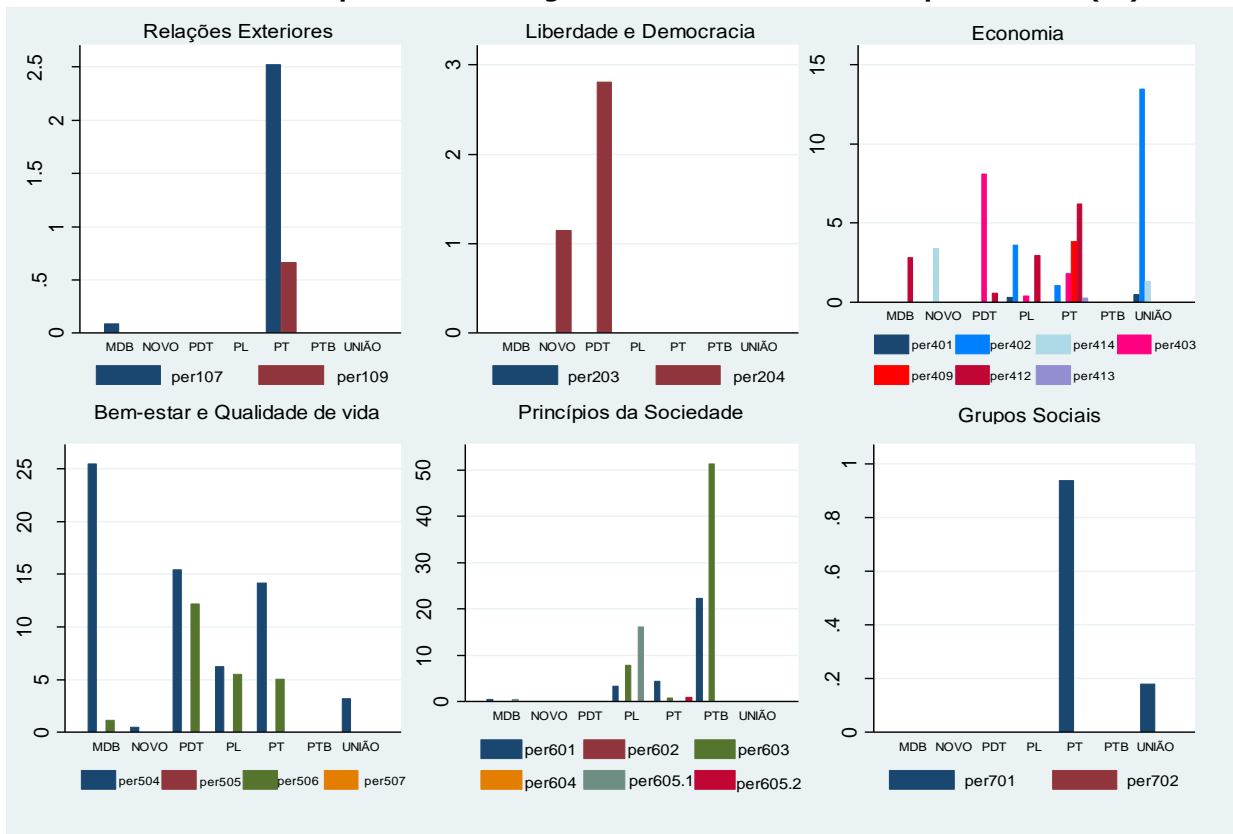 Relações Exteriores
2.5
2
1.5
1
.5
0
MDB NOVO PDT PL PT PTB UNIÃO
per107 per109
Liberdade e Democracia
3
2
1
0
MDB NOVO PDT PL PT PTB UNIÃO
per203 per204
Economia
15
10
5
0
MDB NOVO PDT PL PT PTB UNIÃO
per401 per402 per414 per403
per409 per412 per413
Bem-estar e Qualidade de vida
25
20
15
10
5
0
MDB NOVO PDT PL PT PTB UNIÃO
per504 per505 per506 per507
Princípios da Sociedade
50
40
30
20
10
0
MDB NOVO PDT PL PT PTB UNIÃO
per601 per602 per603
per604 per605.1 per605.2
Grupos Sociais
1
.8
.6
.4
.2
0
MDB NOVO PDT PL PT PTB UNIÃO
per701 per702